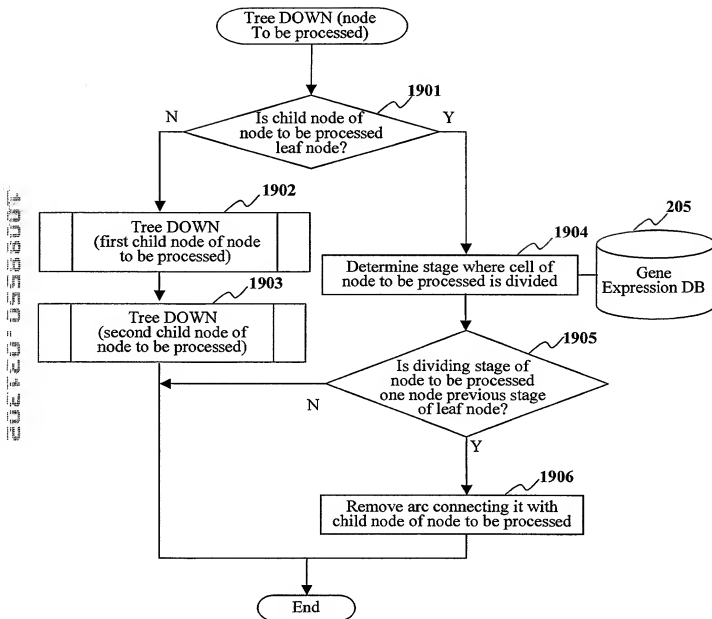 Tree DOWN (node
To be processed)
1901
N
Is child node of
node to be processed
leaf node?
Y
1902
Tree DOWN
(first child node of node
to be processed)
1903
Tree DOWN
(second child node of
node to be processed)
1904
Determine stage where cell of
node to be processed is divided
205
Gene
Expression DB
1905
Is dividing stage of
node to be processed
one node previous stage
of leaf node?
N
Y
1906
Remove arc connecting it with
child node of node to be processed
End